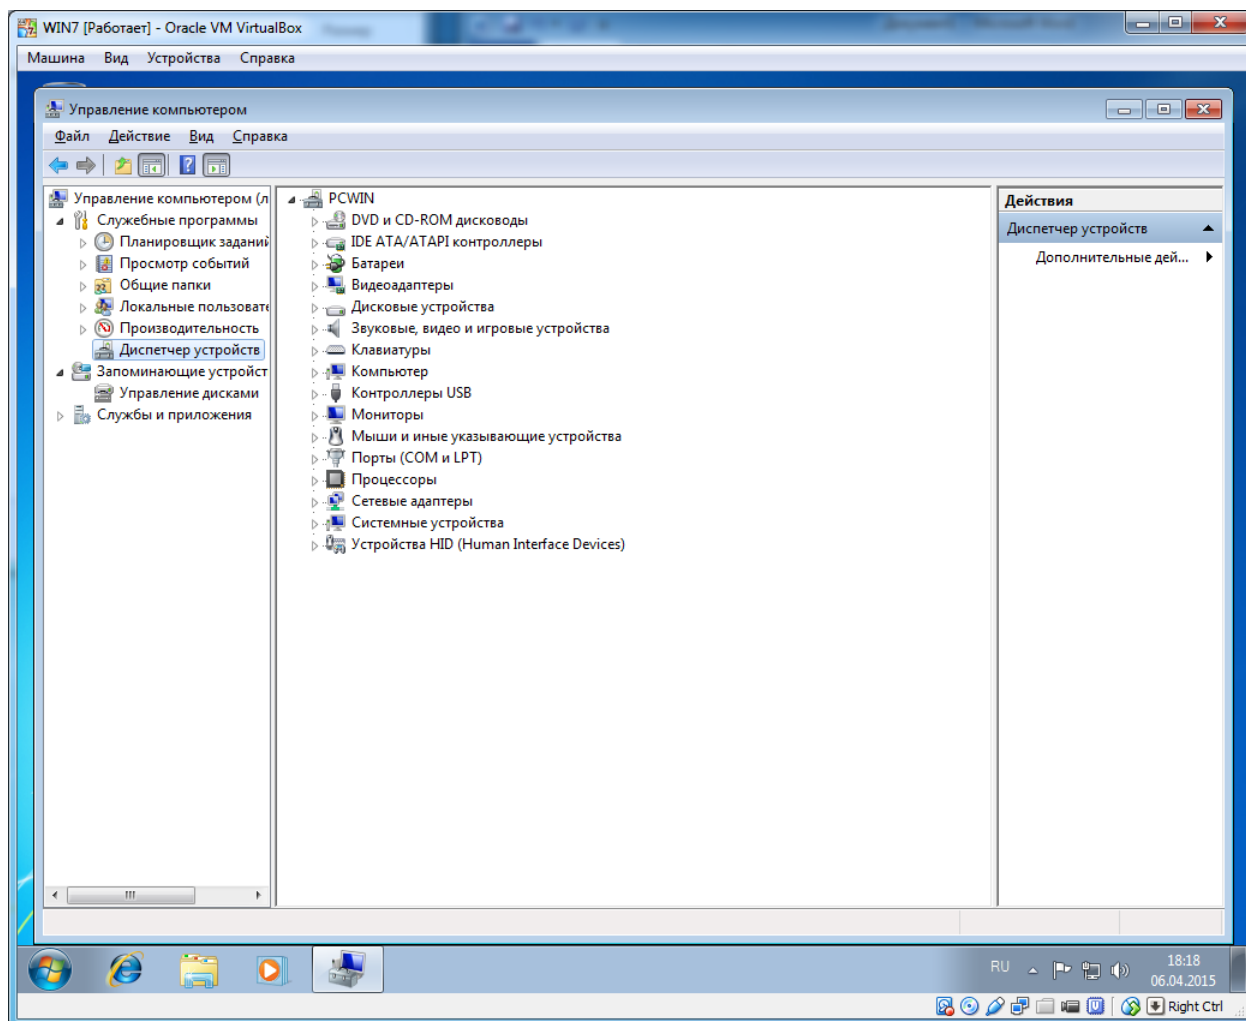 WIN7 [Работает] - Oracle VM VirtualBox
Машина Вид Устройства Справка
Управление компьютером
Файл Действие Вид Справка
Управление компьютером (л
Служебные программы
Планировщик заданий
Просмотр событий
Общие папки
Локальные пользовате
Производительность
Диспетчер устройств
Запоминающие устройст
Управление дисками
Службы и приложения
PCWIN
DVD и CD-ROM дисководы
IDE ATA/ATAPI контроллеры
Батареи
Видеоадаптеры
Дисковые устройства
Звуковые, видео и игровые устройства
Клавиатуры
Компьютер
Контроллеры USB
Мониторы
Мыши и иные указывающие устройства
Порты (COM и LPT)
Процессоры
Сетевые адаптеры
Системные устройства
Устройства HID (Human Interface Devices)
Действия
Диспетчер устройств
Дополнительные дей...
RU
18:18
06.04.2015
Right Ctrl